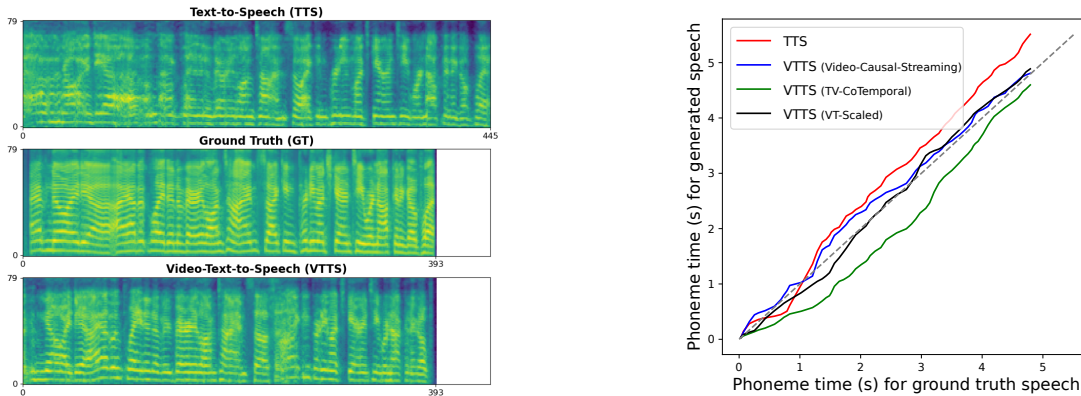 Text-to-Speech (TTS)
79
0
0
445
Ground Truth (GT)
79
0
0
393
Video-Text-to-Speech (VTTS)
79
0
0
393
Phoneme time (s) for generated speech
5
4
3
2
1
0
TTS
VTTS (Video-Causal-Streaming)
VTTS (TV-CoTemporal)
VTTS (VT-Scaled)
0
1
2
3
4
5
Phoneme time (s) for ground truth speech